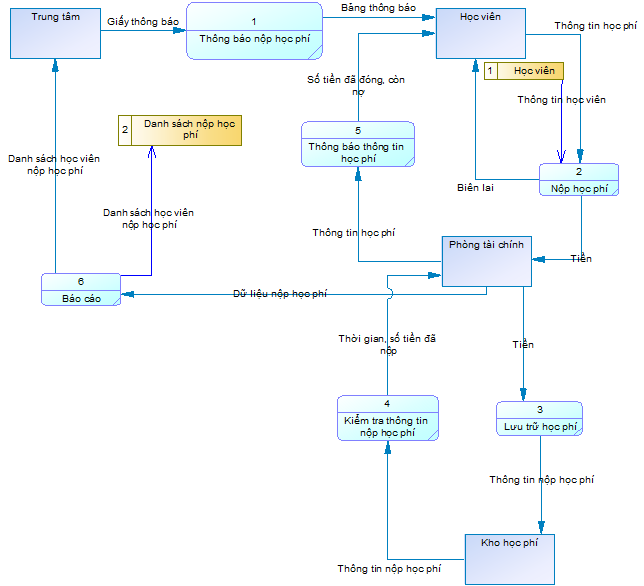 Trung tâm
Giấy thông báo
1
Thông báo nộp học phí
Bảng thông báo
Học viên
Thông tin học phí
1 Học viên
Thông tin học viên
Số tiền đã đóng, còn
nợ
2
Danh sách nộp học
phí
5
Thông báo thông tin
học phí
Danh sách học viên
nộp học phí
2
Nộp học phí
Biên lai
Danh sách học viên
nộp học phí
Thông tin học phí
Phòng tài chính
Tiền
6
Báo cáo
Dữ liệu nộp học phí
Thời gian, số tiền đã
nộp
Tiền
4
Kiểm tra thông tin
nộp học phí
3
Lưu trữ học phí
Thông tin nộp học phí
Kho học phí
Thông tin nộp học phí